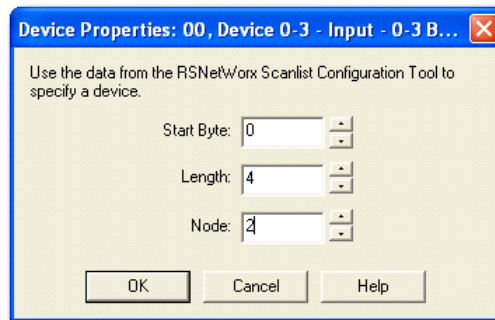 Device Properties: 00, Device 0-3 - Input - 0-3 B...
Use the data from the RSNetWorx Scanlist Configuration Tool to
specify a device.
Start Byte: 0
Length: 4
Node: 2
OK Cancel Help